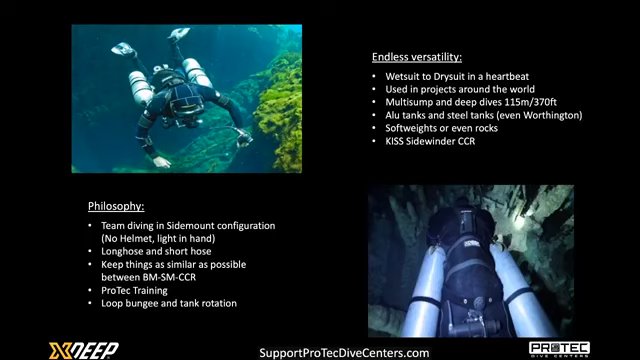 Endless versatility:
• Wetsuit to Drysuit in a heartbeat
• Used in projects around the world
• Multisump and deep dives 115m/370ft
• Alu tanks and steel tanks (even Worthington)
• Softweights or even rocks
• KISS Sidewinder CCR
Philosophy:
• Team diving in Sidemount configuration
(No Helmet, light in hand)
• Longhose and short hose
• Keep things as similar as possible
between BM-SM-CCR
• ProTec Training
• Loop bungee and tank rotation
XDEEP
SupportProTecDiveCenters.com
PROTEC
DIVE CENTERS